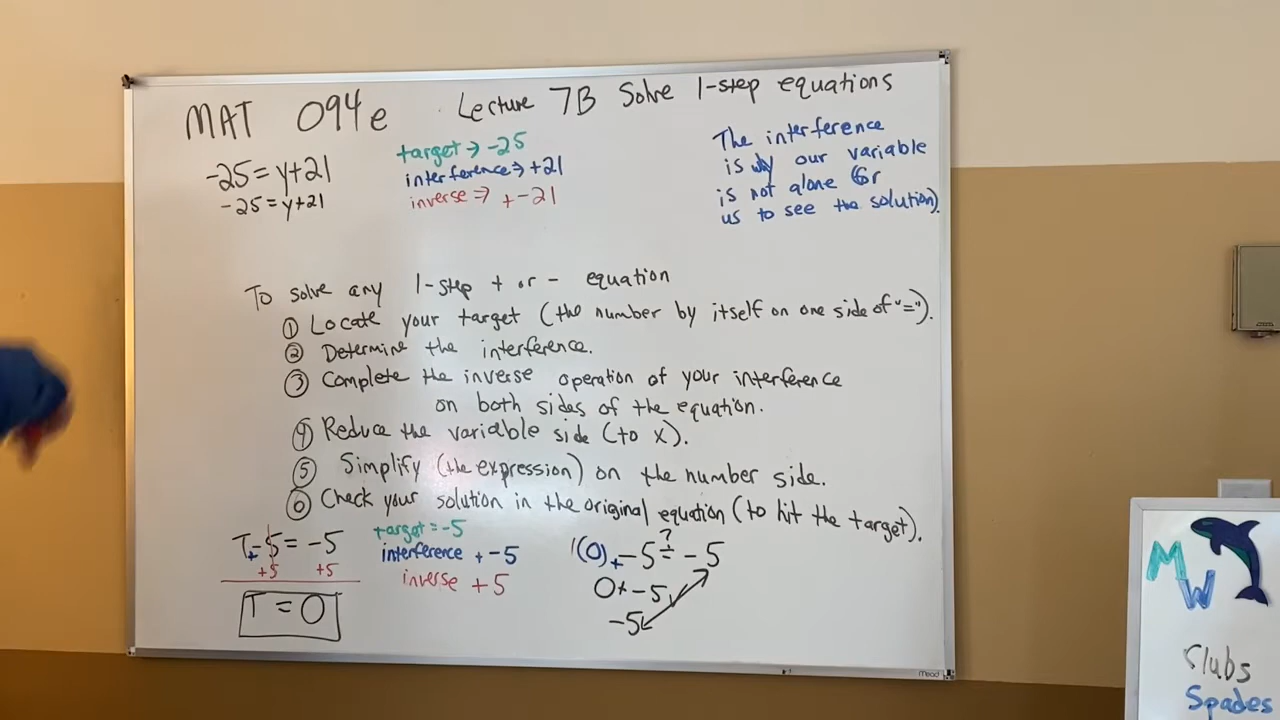 MAT 094e Lecture 7B Solve 1-step equations
-25 = y+21
-25 = y+21
target → -25
interference ⇒ +21
inverse ⇒ +-21
The interference
is why our variable
is not alone (for
us to see the solution).
To solve any 1-step + or - equation
① Locate your target (the number by itself on one side of "=").
② Determine the interference.
③ Complete the inverse operation of your interference
on both sides of the equation.
④ Reduce the variable side (to x).
⑤ Simplify (the expression) on the number side.
⑥ Check your solution in the original equation (to hit the target).
T+-5 = -5
+5 +5
T = 0
target = -5
interference +-5
inverse +5
1(0)+-5 ≟ -5
0+-5
-5
MW
Clubs
Spades
Mead